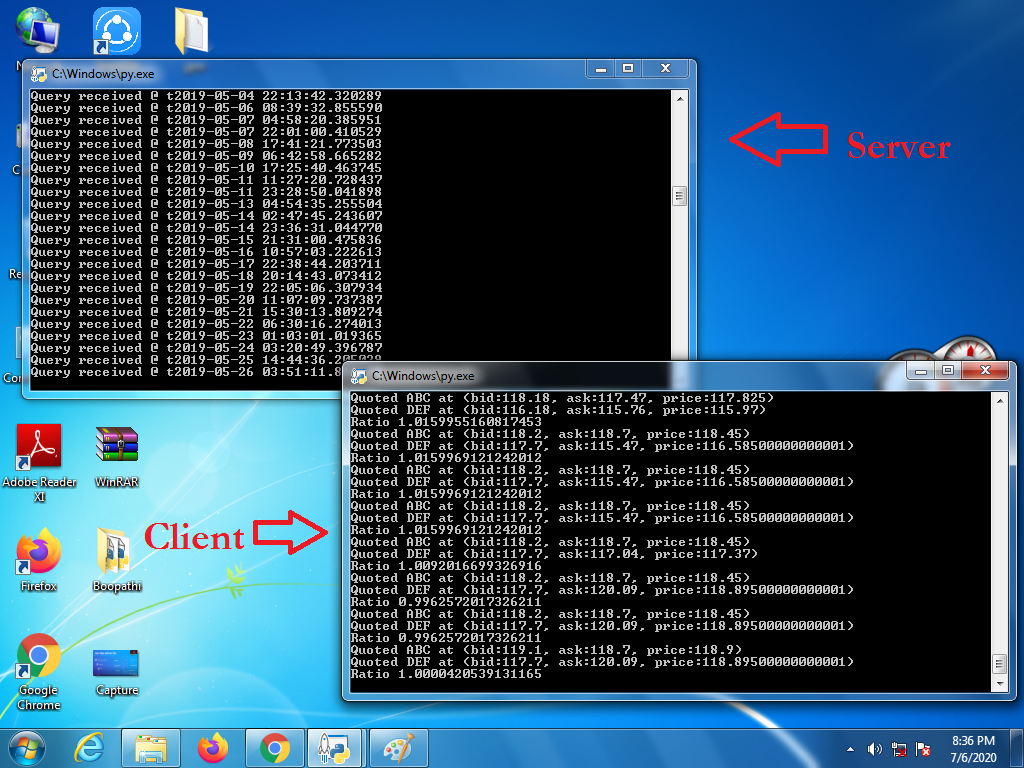 C:\Windows\py.exe
Query received @ t2019-05-04 22:13:42.320289
Query received @ t2019-05-06 08:39:32.855590
Query received @ t2019-05-07 04:58:20.385951
Query received @ t2019-05-07 22:01:00.410529
Query received @ t2019-05-08 17:41:21.773503
Query received @ t2019-05-09 06:42:58.665282
Query received @ t2019-05-10 17:25:40.463745
Query received @ t2019-05-11 11:27:20.728437
Query received @ t2019-05-11 23:28:50.041898
Query received @ t2019-05-13 04:54:35.255504
Query received @ t2019-05-14 02:47:45.243607
Query received @ t2019-05-14 23:36:31.044770
Query received @ t2019-05-15 21:31:00.475836
Query received @ t2019-05-16 10:57:03.222613
Query received @ t2019-05-17 22:38:44.203711
Query received @ t2019-05-18 20:14:43.073412
Query received @ t2019-05-19 22:05:06.307934
Query received @ t2019-05-20 11:07:09.737387
Query received @ t2019-05-21 15:30:13.809274
Query received @ t2019-05-22 06:30:16.274013
Query received @ t2019-05-23 01:03:01.019365
Query received @ t2019-05-24 03:20:49.396787
Query received @ t2019-05-25 14:44:36.205029
Query received @ t2019-05-26 03:51:11.8
Server
C:\Windows\py.exe
Quoted ABC at (bid:118.18, ask:117.47, price:117.825)
Quoted DEF at (bid:116.18, ask:115.76, price:115.97)
Ratio 1.0159955160817453
Quoted ABC at (bid:118.2, ask:118.7, price:118.45)
Quoted DEF at (bid:117.7, ask:115.47, price:116.58500000000001)
Ratio 1.0159969121242012
Quoted ABC at (bid:118.2, ask:118.7, price:118.45)
Quoted DEF at (bid:117.7, ask:115.47, price:116.58500000000001)
Ratio 1.0159969121242012
Quoted ABC at (bid:118.2, ask:118.7, price:118.45)
Quoted DEF at (bid:117.7, ask:115.47, price:116.58500000000001)
Ratio 1.0159969121242012
Quoted ABC at (bid:118.2, ask:118.7, price:118.45)
Quoted DEF at (bid:117.7, ask:117.04, price:117.37)
Ratio 1.0092016699326916
Quoted ABC at (bid:118.2, ask:118.7, price:118.45)
Quoted DEF at (bid:117.7, ask:120.09, price:118.89500000000001)
Ratio 0.9962572017326211
Quoted ABC at (bid:118.2, ask:118.7, price:118.45)
Quoted DEF at (bid:117.7, ask:120.09, price:118.89500000000001)
Ratio 0.9962572017326211
Quoted ABC at (bid:119.1, ask:118.7, price:118.9)
Quoted DEF at (bid:117.7, ask:120.09, price:118.89500000000001)
Ratio 1.0000420539131165
Client
Adobe Reader
XI
WinRAR
Firefox
Boopathi
Google
Chrome
Capture
8:36 PM
7/6/2020